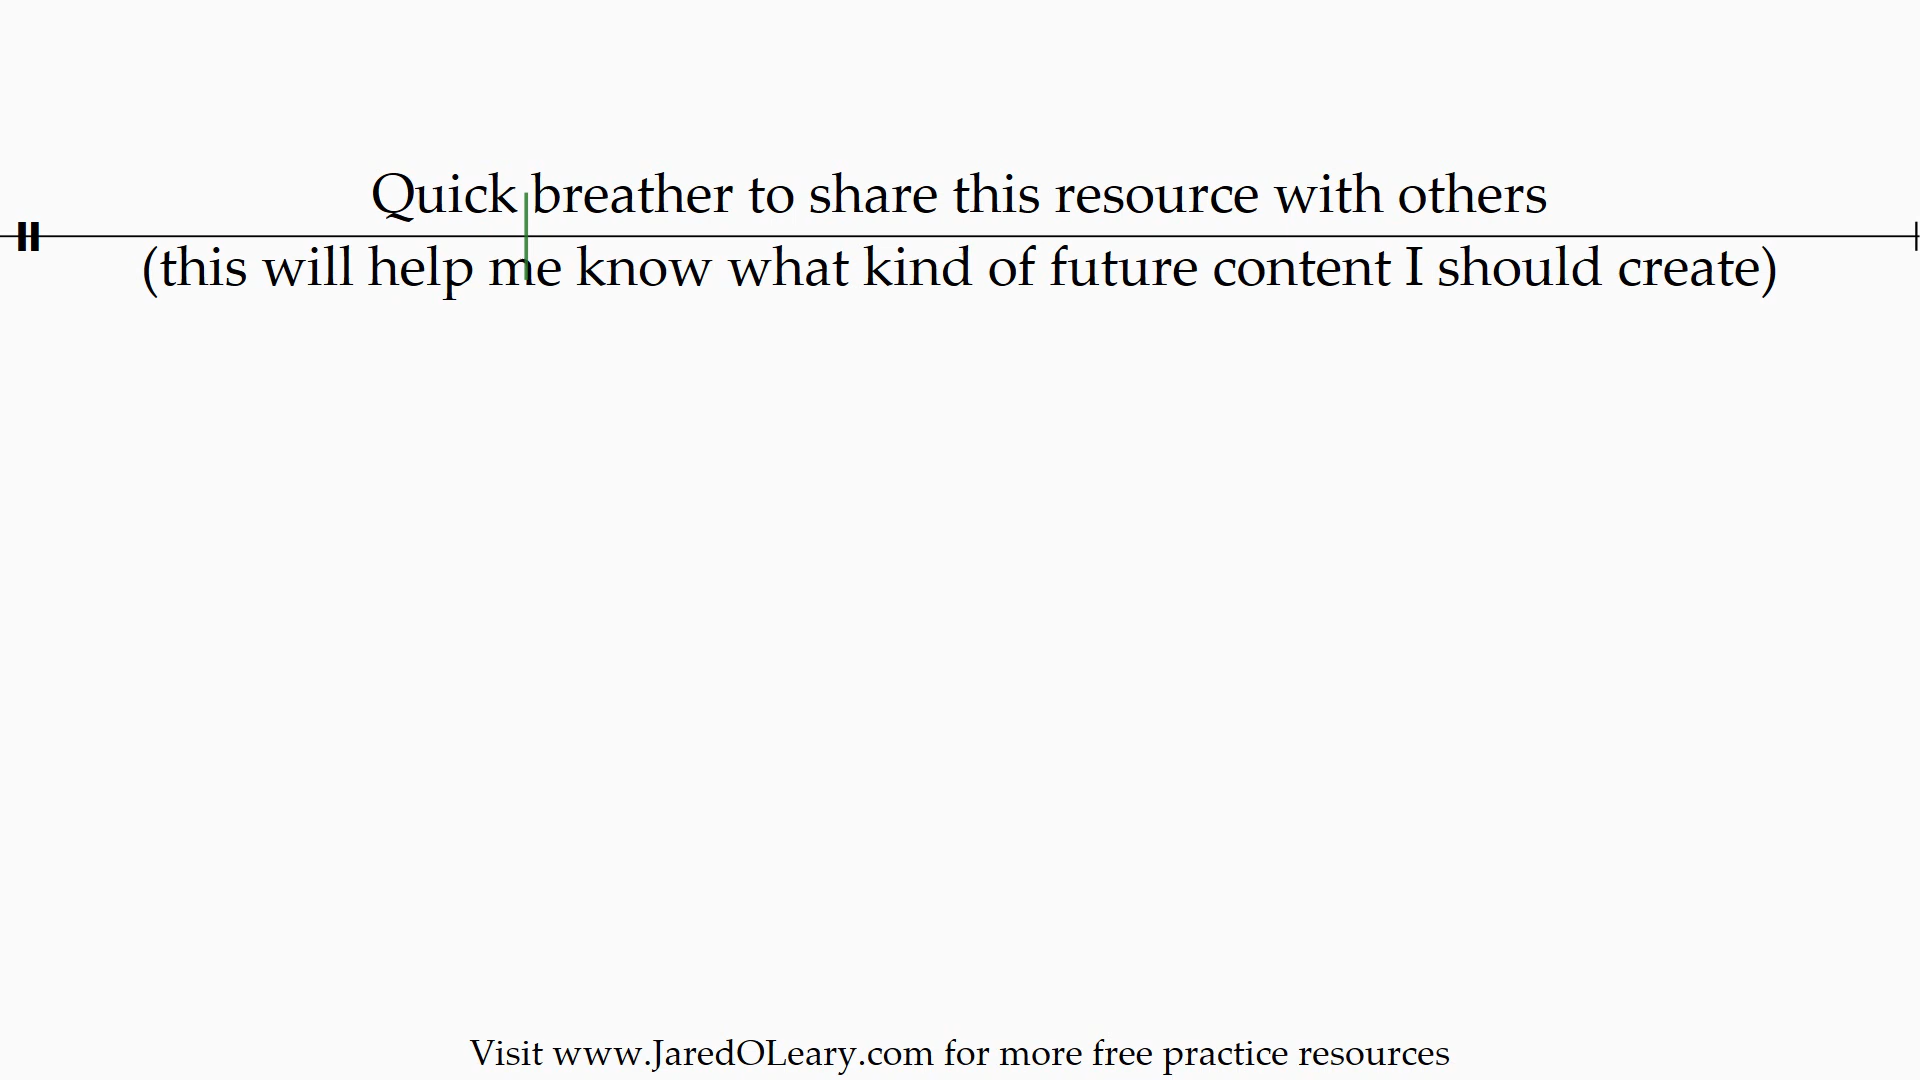 Quick breather to share this resource with others
(this will help me know what kind of future content I should create)
Visit www.JaredOLeary.com for more free practice resources